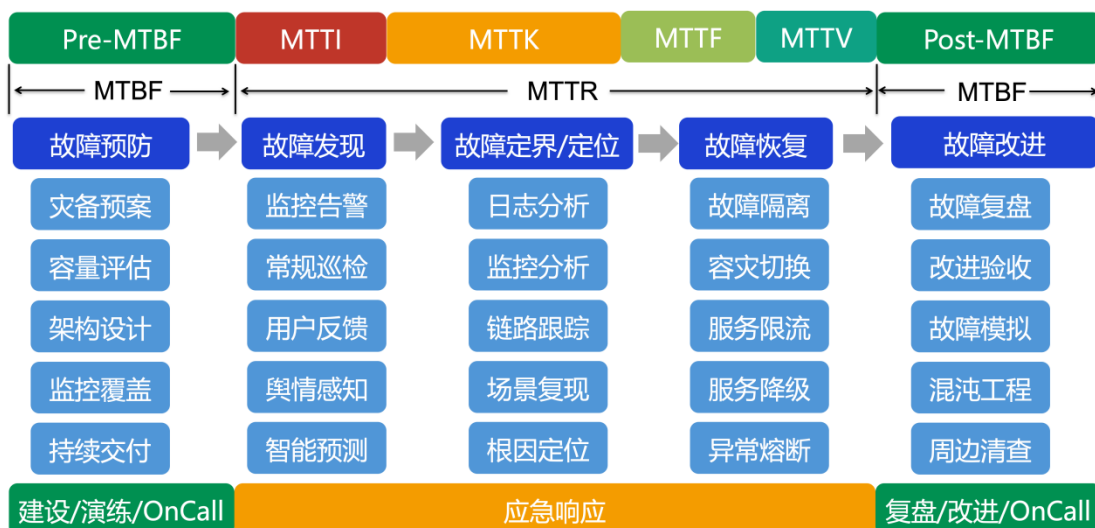 Pre-MTBF MTTI MTTK MTTF MTTV Post-MTBF
MTBF MTTR MTBF
故障预防 故障发现 故障定界/定位 故障恢复 故障改进
灾备预案 监控告警 日志分析 故障隔离 故障复盘
容量评估 常规巡检 监控分析 容灾切换 改进验收
架构设计 用户反馈 链路跟踪 服务限流 故障模拟
监控覆盖 舆情感知 场景复现 服务降级 混沌工程
持续交付 智能预测 根因定位 异常熔断 周边清查
建设/演练/OnCall 应急响应 复盘/改进/OnCall